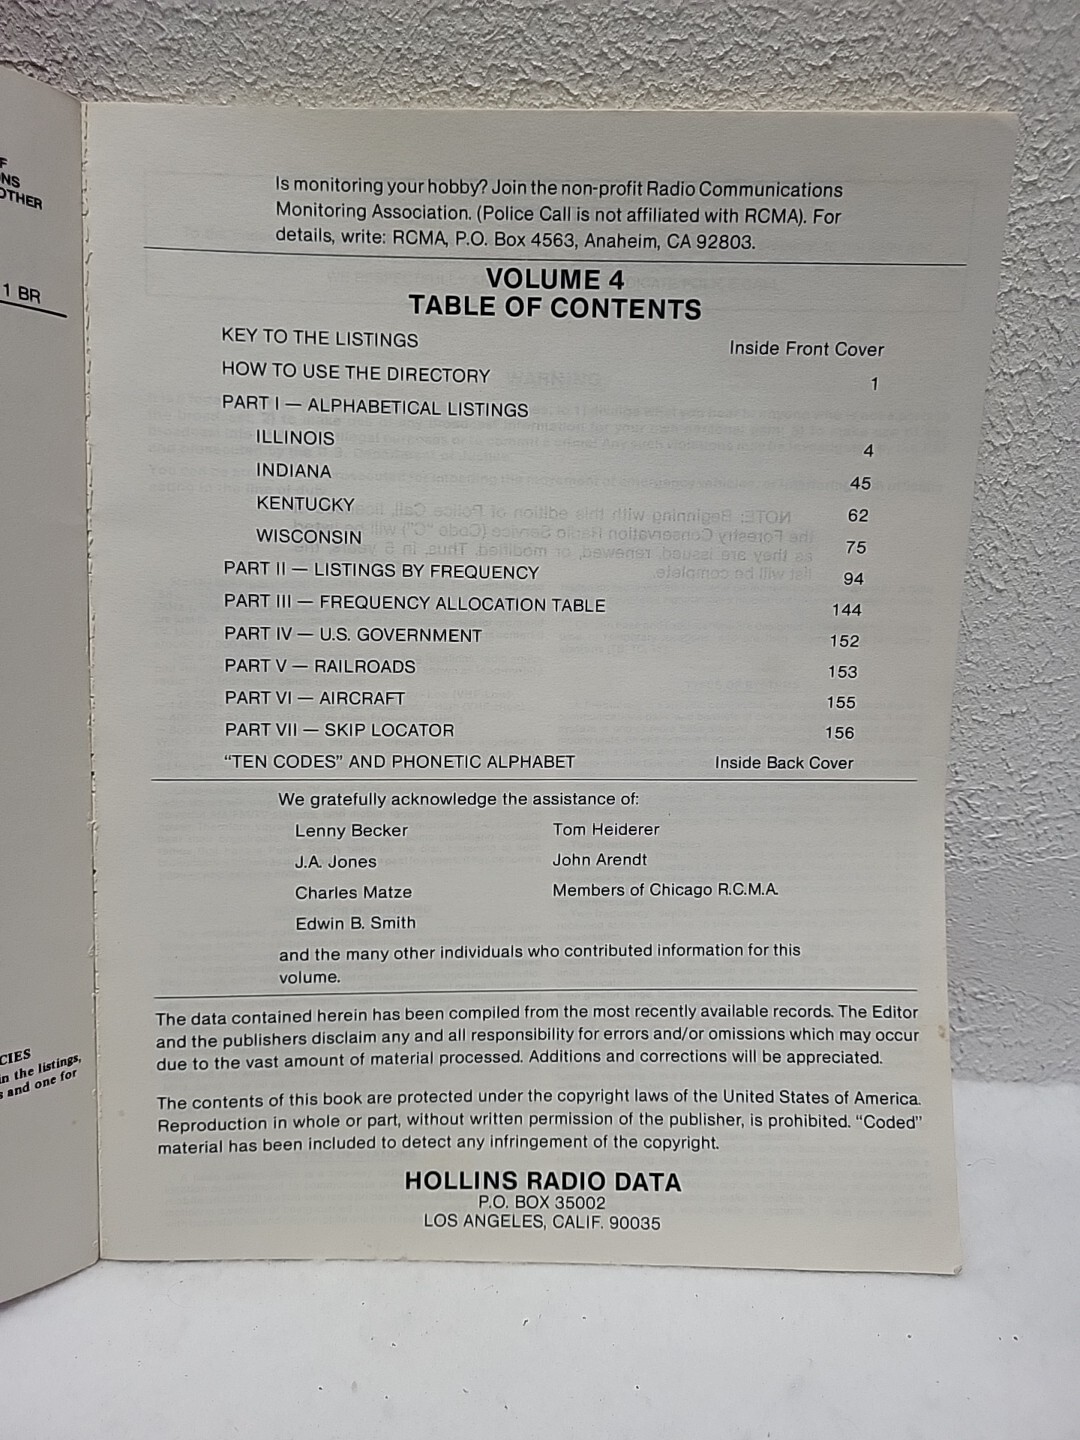 OTHER
1 BR
CIES
in the listings,
and one for
Is monitoring your hobby? Join the non-profit Radio Communications
Monitoring Association. (Police Call is not affiliated with RCMA). For
details, write: RCMA, P.O. Box 4563, Anaheim, CA 92803.
VOLUME 4
TABLE OF CONTENTS
KEY TO THE LISTINGS Inside Front Cover
HOW TO USE THE DIRECTORY 1
PART I — ALPHABETICAL LISTINGS
ILLINOIS 4
INDIANA 45
KENTUCKY 62
WISCONSIN 75
PART II — LISTINGS BY FREQUENCY 94
PART III — FREQUENCY ALLOCATION TABLE 144
PART IV — U.S. GOVERNMENT 152
PART V — RAILROADS 153
PART VI — AIRCRAFT 155
PART VII — SKIP LOCATOR 156
“TEN CODES” AND PHONETIC ALPHABET Inside Back Cover
We gratefully acknowledge the assistance of:
Lenny Becker Tom Heiderer
J.A. Jones John Arendt
Charles Matze Members of Chicago R.C.M.A.
Edwin B. Smith
and the many other individuals who contributed information for this
volume.
The data contained herein has been compiled from the most recently available records. The Editor
and the publishers disclaim any and all responsibility for errors and/or omissions which may occur
due to the vast amount of material processed. Additions and corrections will be appreciated.
The contents of this book are protected under the copyright laws of the United States of America.
Reproduction in whole or part, without written permission of the publisher, is prohibited. “Coded”
material has been included to detect any infringement of the copyright.
HOLLINS RADIO DATA
P.O. BOX 35002
LOS ANGELES, CALIF. 90035